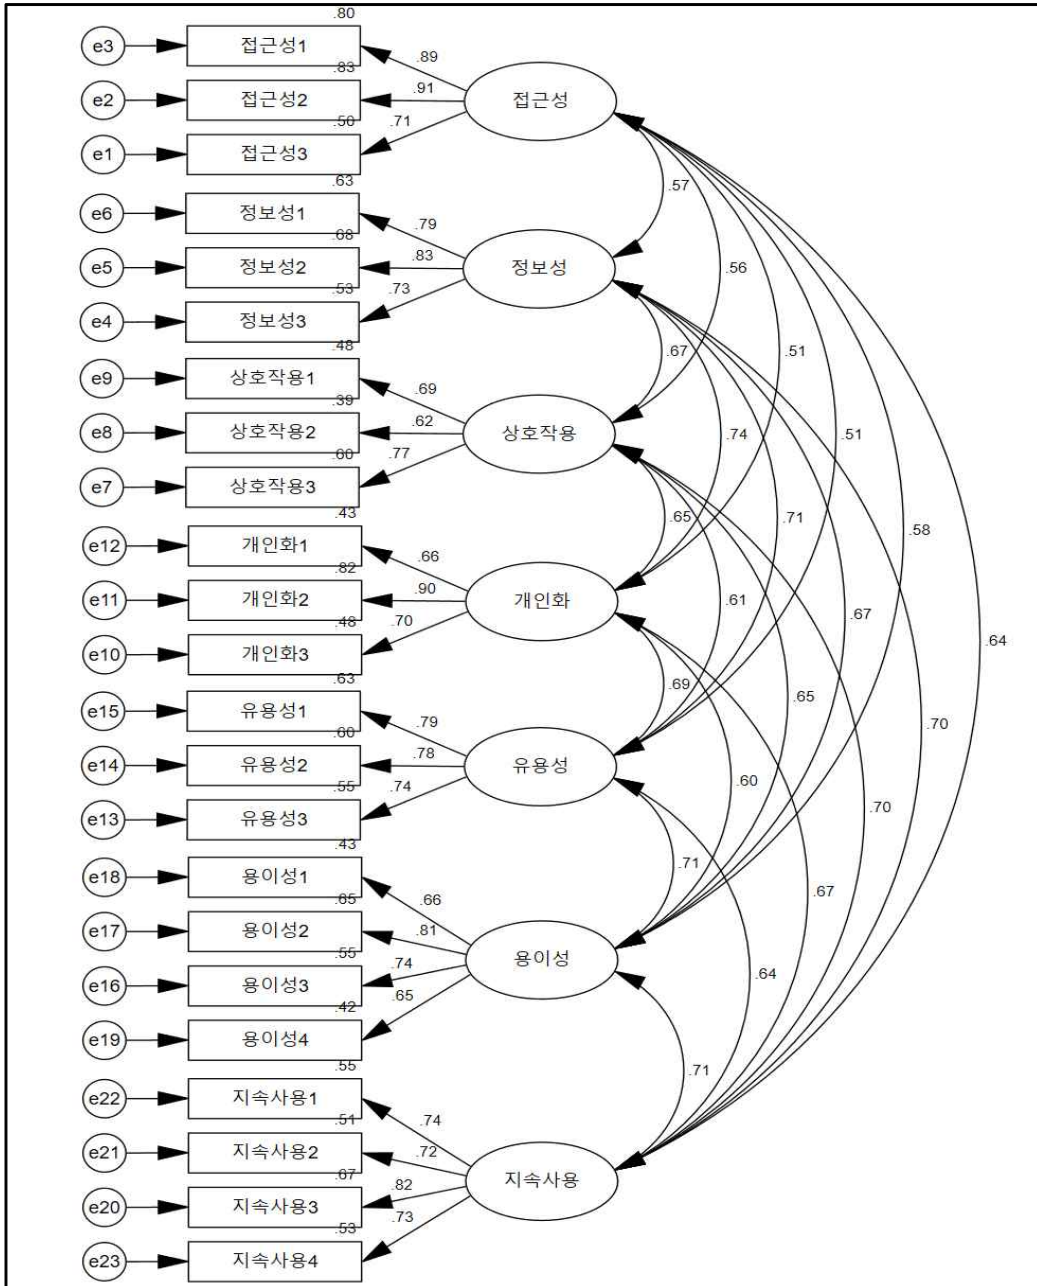 .80
e3 접근성1 .89
.83
e2 접근성2 .91 접근성
.50
e1 접근성3 .71
.63
.57
e6 정보성1 .79
.68
e5 정보성2 .83 정보성 .56
.53
e4 정보성3 .73
.48
.67 .51
e9 상호작용1 .69
.39
e8 상호작용2 .62 상호작용 .74 .51
.60
e7 상호작용3 .77
.43
.65 .71 .58
e12 개인화1 .66
.82
e11 개인화2 .90 개인화 .61 .67
.48
e10 개인화3 .70 .64
.63
.69 .65
e15 유용성1 .79 .70
.60
e14 유용성2 .78 유용성 .60
.55
e13 유용성3 .74 .70
.43
.71
e18 용이성1 .66 .67
.65
e17 용이성2 .81 용이성
.55
e16 용이성3 .74 .64
.42
e19 용이성4 .65
.55
.71
e22 지속사용1 .74
.51
e21 지속사용2 .72 지속사용
.67
e20 지속사용3 .82
.53
e23 지속사용4 .73